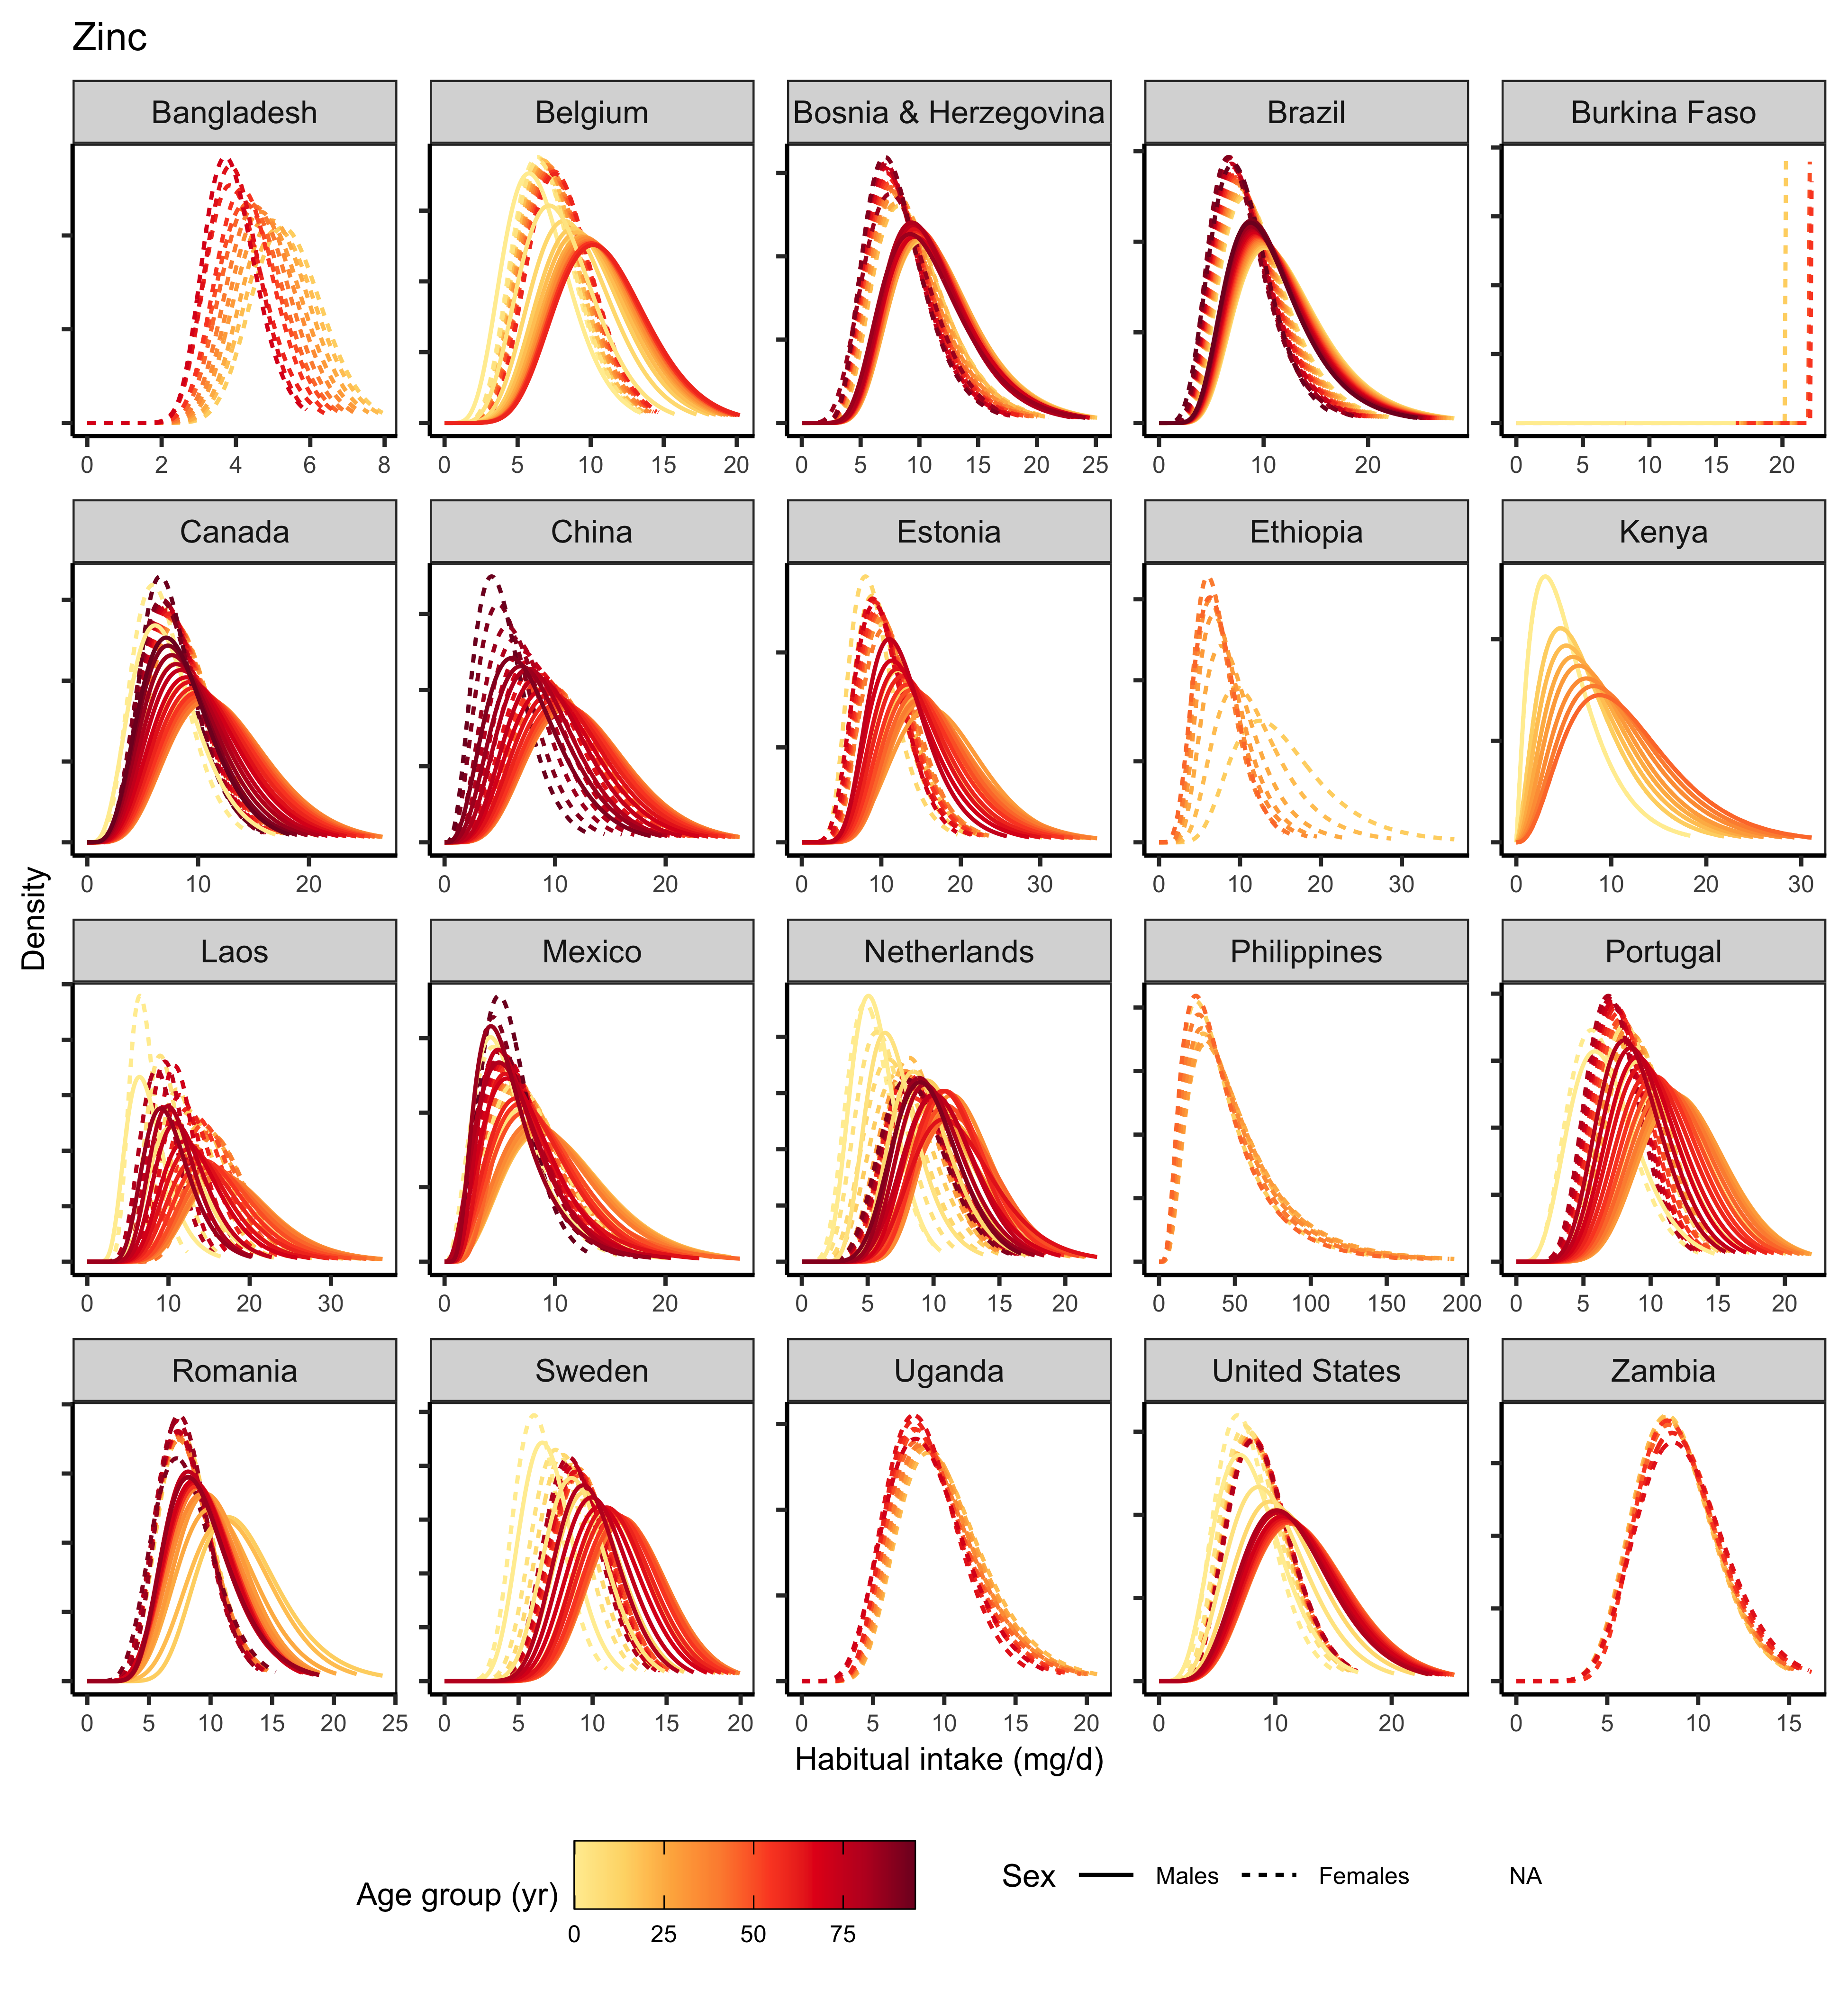 Zinc
Bangladesh Belgium Bosnia & Herzegovina Brazil Burkina Faso
0 2 4 6 8 0 5 10 15 20 0 5 10 15 20 25 0 10 20 0 5 10 15 20
Canada China Estonia Ethiopia Kenya
0 10 20 0 10 20 0 10 20 30 0 10 20 30 0 10 20 30
Density
Laos Mexico Netherlands Philippines Portugal
0 10 20 30 0 10 20 0 5 10 15 20 0 50 100 150 200 0 5 10 15 20
Romania Sweden Uganda United States Zambia
0 5 10 15 20 25 0 5 10 15 20 0 5 10 15 20 0 10 20 0 5 10 15
Habitual intake (mg/d)
Age group (yr) Sex Males Females NA
0 25 50 75